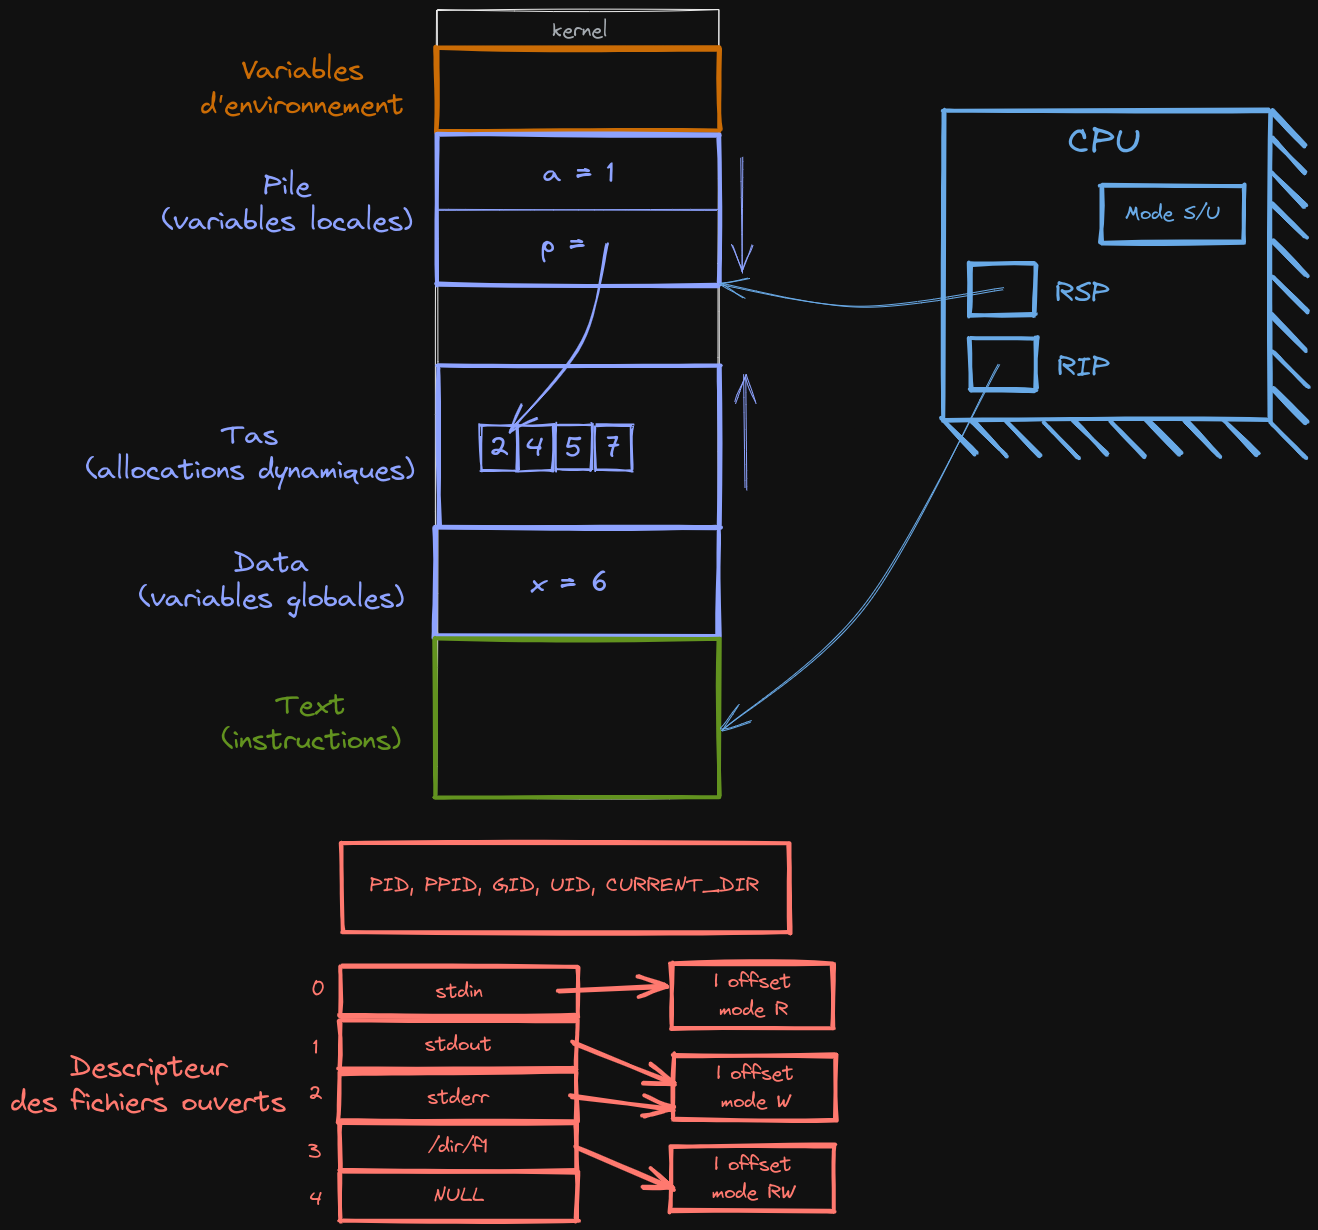 kernel
Variables
d'environnement
Pile
(variables locales)
a = 1
p =
CPU
Mode S/U
RSP
RIP
Tas
(allocations dynamiques)
2 4 5 7
Data
(variables globales)
x = 6
Text
(instructions)
PID, PPID, GID, UID, CURRENT_DIR
Descripteur
des fichiers ouverts
0 stdin
1 stdout
2 stderr
3 /dir/f1
4 NULL
1 offset
mode R
1 offset
mode W
1 offset
mode RW